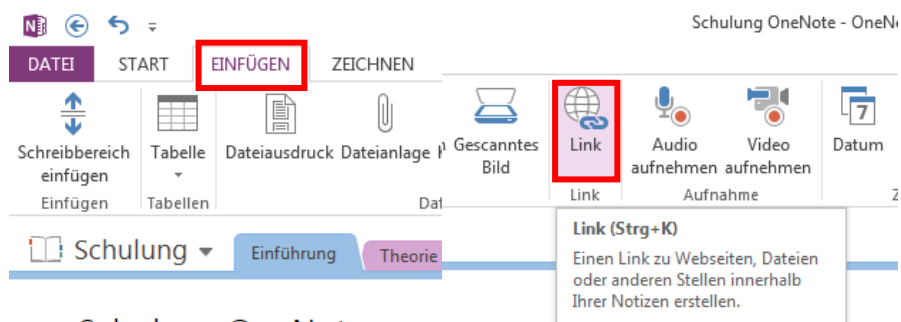 Schulung OneNote - OneN
DATEI START EINFÜGEN ZEICHNEN
Schreibbereich einfügen
Tabelle
Dateiausdruck
Dateianlage
Gescanntes Bild
Link
Audio aufnehmen
Video aufnehmen
Datum
7
Einfügen
Tabellen
Dat
Link
Aufnahme
Schulung
Einführung
Theorie
Link (Strg+K)
Einen Link zu Webseiten, Dateien
oder anderen Stellen innerhalb
Ihrer Notizen erstellen.